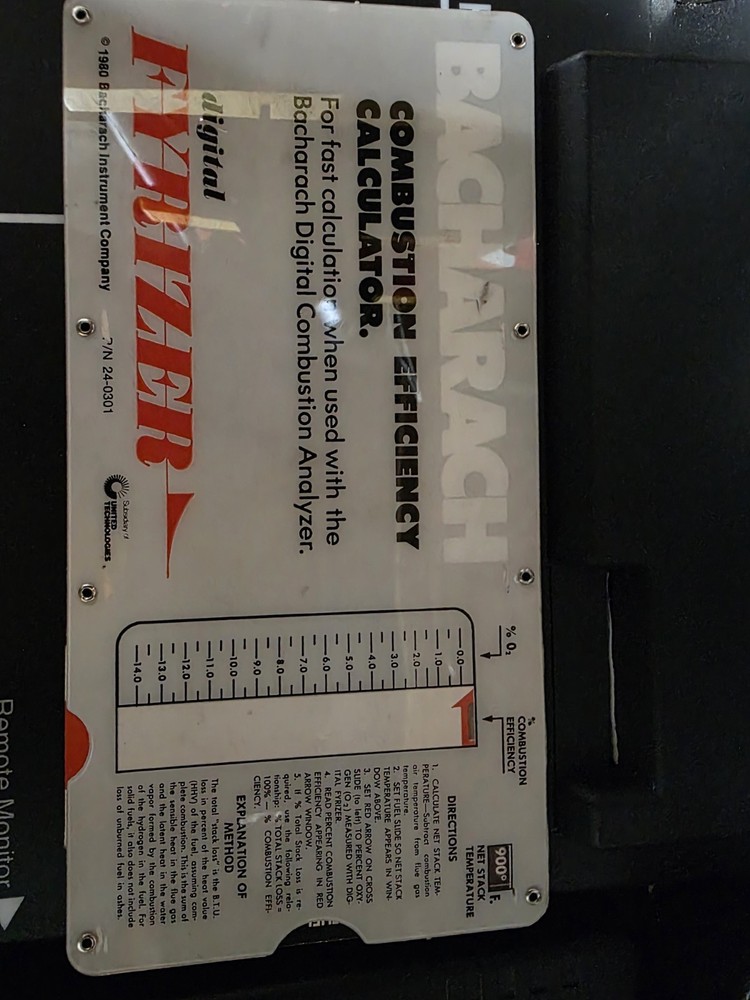 BACHARACH
COMBUSTION EFFICIENCY
CALCULATOR.
For fast calculation when used with the
Bacharach Digital Combustion Analyzer.
digital
FYRIZER
© 1980 Bacharach Instrument Company
P/N 24-0301
Subsidiary of
UNITED
TECHNOLOGIES
% O₂
%
COMBUSTION
EFFICIENCY
0.0
1.0
2.0
3.0
4.0
5.0
6.0
7.0
8.0
9.0
10.0
11.0
12.0
13.0
14.0
900° F.
NET STACK
TEMPERATURE
DIRECTIONS
1. CALCULATE NET STACK TEM-
PERATURE—Subtract combustion
air temperature from flue gas
temperature.
2. SET FUEL SLIDE SO NET STACK
TEMPERATURE APPEARS IN WIN-
DOW ABOVE.
3. SET RED ARROW ON CROSS
SLIDE (to left) TO PERCENT OXY-
GEN (O₂) MEASURED WITH DIG-
ITAL FYRIZER.
4. READ PERCENT COMBUSTION
EFFICIENCY APPEARING IN RED
ARROW WINDOW.
5. If % Total Stack Loss is re-
quired, use the following rela-
tionship: % TOTAL STACK LOSS =
100% — % COMBUSTION EFFI-
CIENCY.
EXPLANATION OF
METHOD
The total "stack loss" is the B.T.U.
loss in percent of the heat value
(HHV) of the fuel, assuming com-
plete combustion. This is the sum of
the sensible heat in the flue gas
and the latent heat in the water
vapor formed by the combustion
of the hydrogen in the fuel. For
solid fuels, it also does not include
loss of unburned fuel in ashes.
Remote Monitor